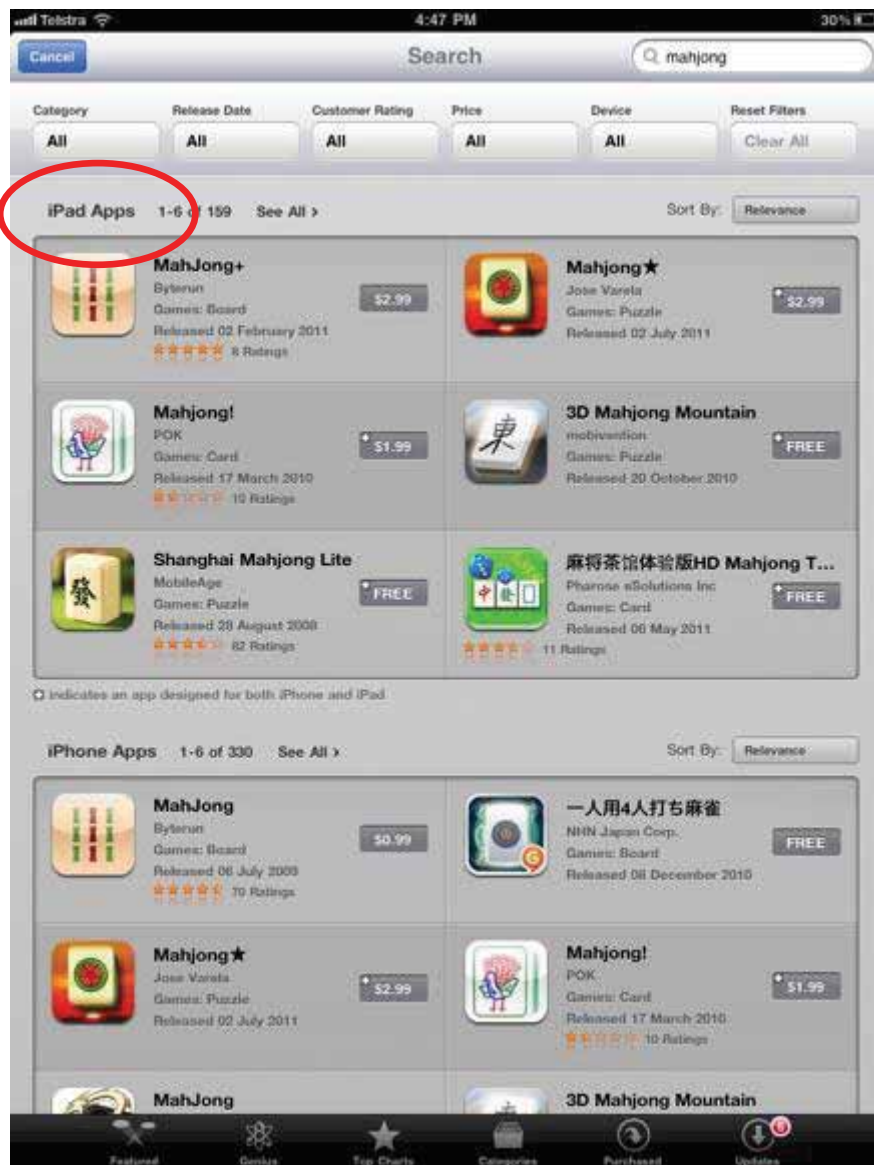 Telstra 4:47 PM 30%
Cancel Search mahjong
Category Release Date Customer Rating Price Device Reset Filters
All All All All All Clear All
iPad Apps 1-6 of 159 See All > Sort By: Relevance
MahJong+
Byterun
Games: Board
Released 02 February 2011
8 Ratings
$2.99
Mahjong★
Jose Varela
Games: Puzzle
Released 02 July 2011
$2.99
Mahjong!
POK
Games: Card
Released 17 March 2010
10 Ratings
$1.99
3D Mahjong Mountain
mobivention
Games: Puzzle
Released 20 October 2010
FREE
東
Shanghai Mahjong Lite
MobileAge
Games: Puzzle
Released 28 August 2008
82 Ratings
FREE
發
麻将茶馆体验版HD Mahjong T...
Pharose eSolutions Inc
Games: Card
Released 06 May 2011
11 Ratings
FREE
中
indicates an app designed for both iPhone and iPad
iPhone Apps 1-6 of 330 See All > Sort By: Relevance
MahJong
Byterun
Games: Board
Released 06 July 2009
70 Ratings
$0.99
一人用4人打ち麻雀
NHN Japan Corp.
Games: Board
Released 08 December 2010
FREE
Mahjong★
Jose Varela
Games: Puzzle
Released 02 July 2011
$2.99
Mahjong!
POK
Games: Card
Released 17 March 2010
10 Ratings
$1.99
MahJong
3D Mahjong Mountain
Featured Genius Top Charts Categories Purchased Updates